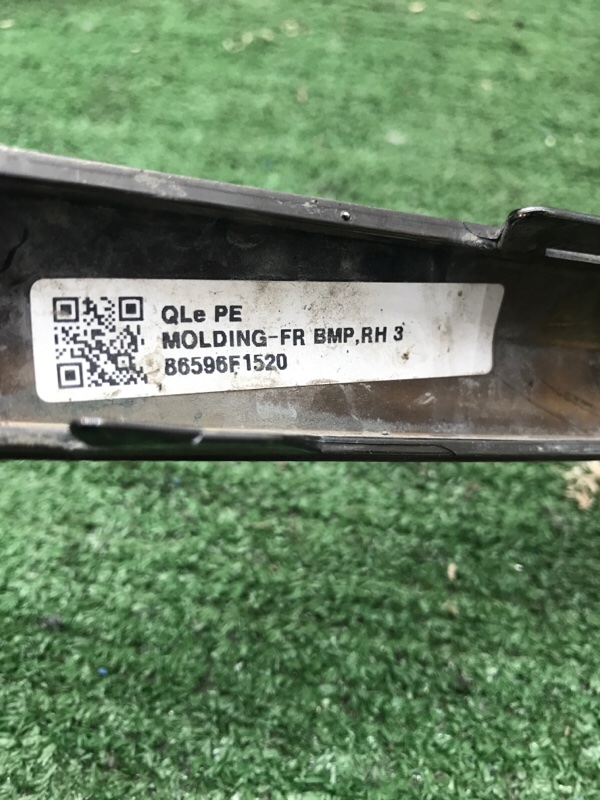 QLe PE
MOLDING-FR BMP,RH 3
86596F1520